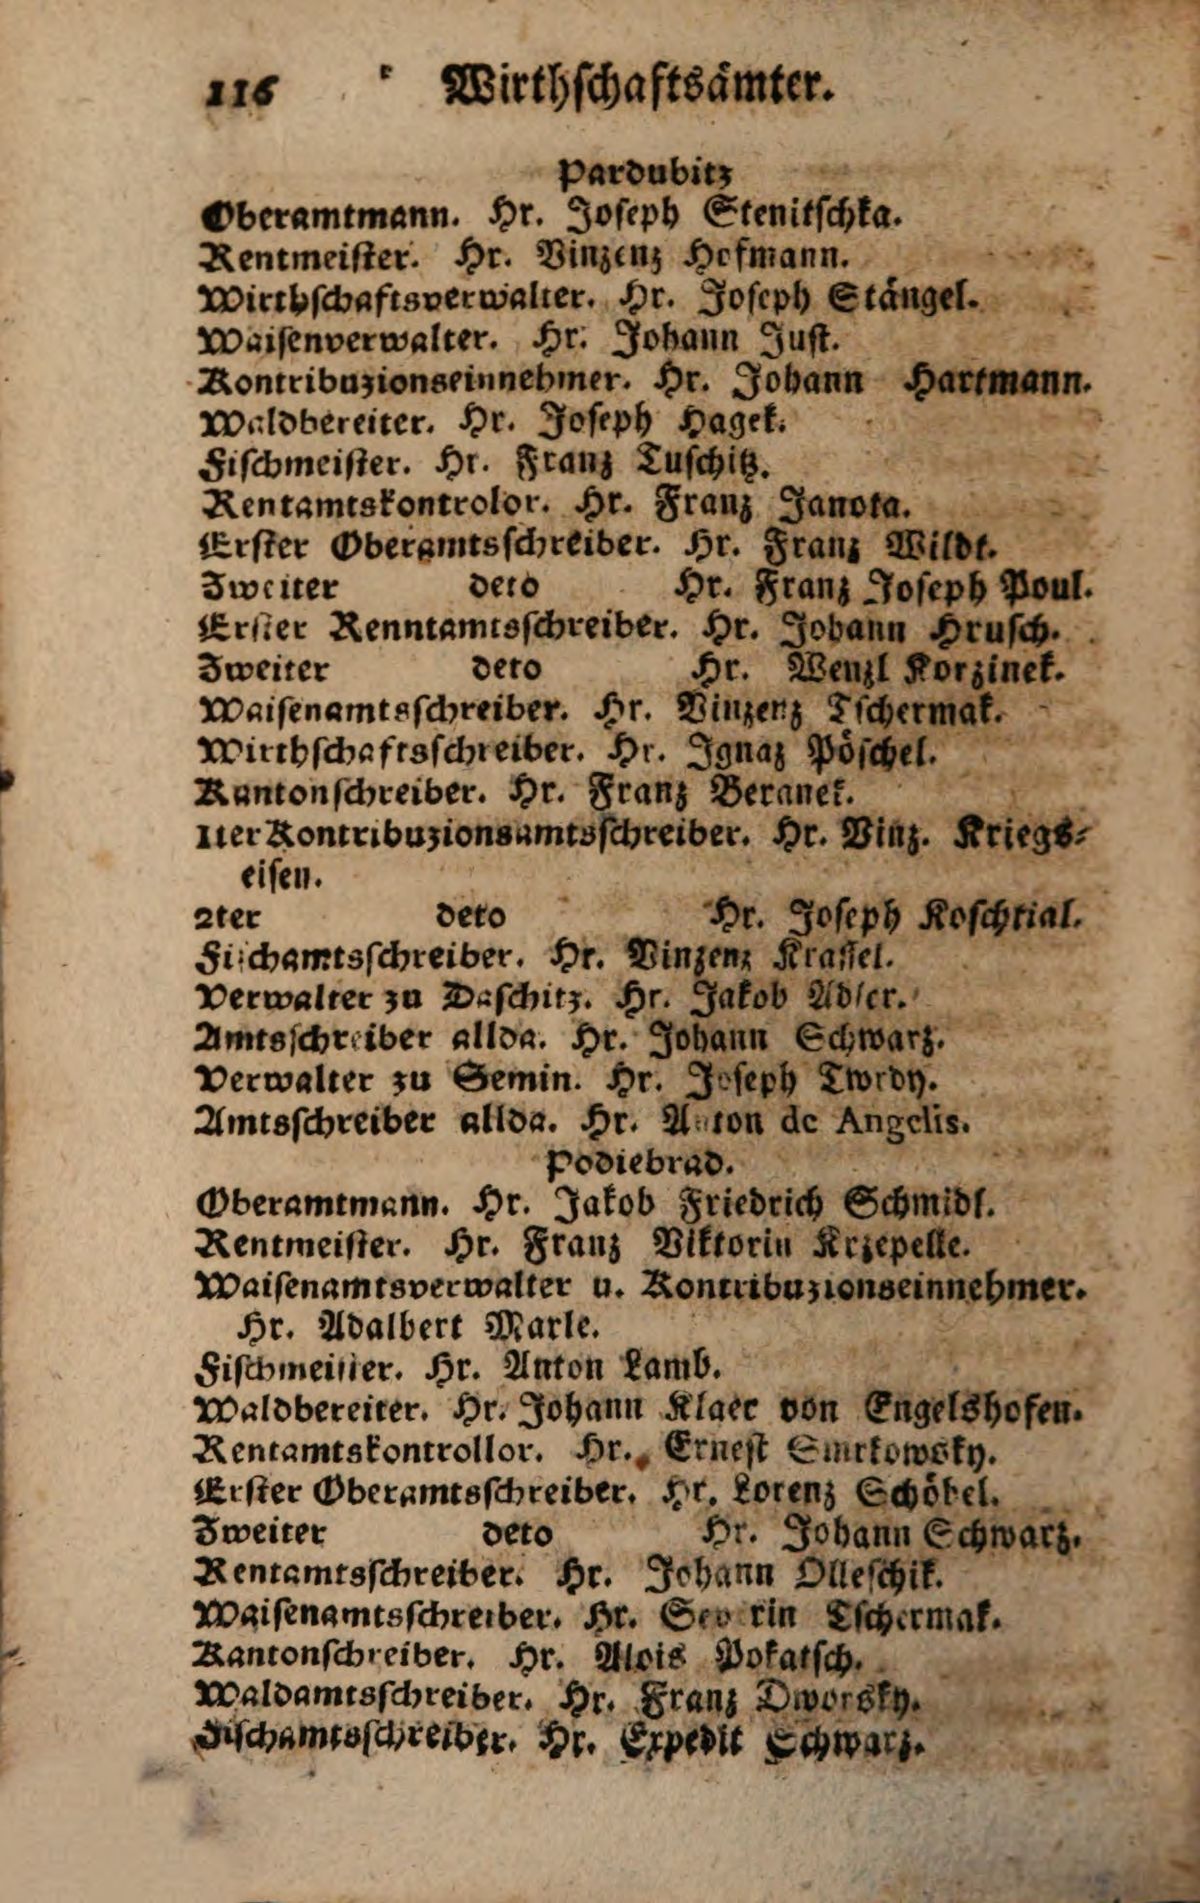 116 Wirthschaftsämter.
Pardubitz
Oberamtmann. Hr. Joseph Stenitschka.
Rentmeister. Hr. Vinzenz Hofmann.
Wirthschaftsverwalter. Hr. Joseph Stängel.
Waisenverwalter. Hr. Johann Just.
Kontribuzionseinnehmer. Hr. Johann Hartmann.
Waldbereiter. Hr. Joseph Hagek.
Fischmeister. Hr. Franz Tuschitz.
Rentamtskontrolor. Hr. Franz Janota.
Erster Oberamtsschreiber. Hr. Franz Wildt.
Zweiter deto Hr. Franz Joseph Poul.
Erster Renntamtsschreiber. Hr. Johann Hrusch.
Zweiter deto Hr. Wenzl Korzinek.
Waisenamtsschreiber. Hr. Vinzenz Tschermak.
Wirthschaftsschreiber. Hr. Ignaz Pöschel.
Kantonschreiber. Hr. Franz Beranek.
1ter Kontribuzionsamtsschreiber. Hr. Vinz. Kriegs-
eisen.
2ter deto Hr. Joseph Koschtial.
Fischamtsschreiber. Hr. Vinzenz Krassel.
Verwalter zu Daschitz. Hr. Jakob Adler.
Amtsschreiber allda. Hr. Johann Schwarz.
Verwalter zu Semin. Hr. Joseph Twrdy.
Amtsschreiber allda. Hr. Anton de Angelis.
Podiebrad.
Oberamtmann. Hr. Jakob Friedrich Schmidt.
Rentmeister. Hr. Franz Viktorin Krzepelke.
Waisenamtsverwalter u. Kontribuzionseinnehmer.
Hr. Adalbert Marle.
Fischmeister. Hr. Anton Lamb.
Waldbereiter. Hr. Johann Klaer von Engelshofen.
Rentamtskontrollor. Hr. Ernest Smrkowsky.
Erster Oberamtsschreiber. Hr. Lorenz Schöbel.
Zweiter deto Hr. Johann Schwarz.
Rentamtsschreiber. Hr. Johann Olleschik.
Waisenamtsschreiber. Hr. Severin Tschermak.
Kantonschreiber. Hr. Alois Pokatsch.
Waldamtsschreiber. Hr. Franz Dworsky.
Fischamtsschreiber. Hr. Expedit Schwarz.